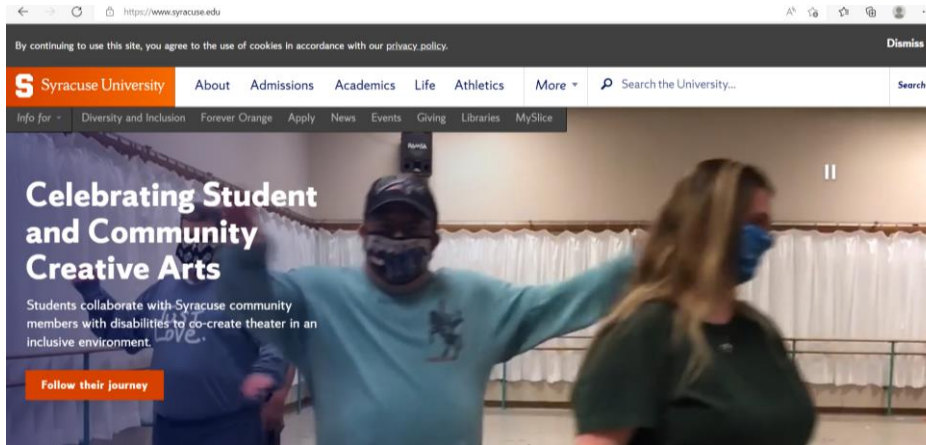 https://www.syracuse.edu
By continuing to use this site, you agree to the use of cookies in accordance with our privacy policy.
Dismiss
S Syracuse University About Admissions Academics Life Athletics More Search the University... Search
Info for Diversity and Inclusion Forever Orange Apply News Events Giving Libraries MySlice
RAMSA
Celebrating Student
and Community
Creative Arts
Students collaborate with Syracuse community
members with disabilities to co-create theater in an
inclusive environment.
LOVE.
Follow their journey